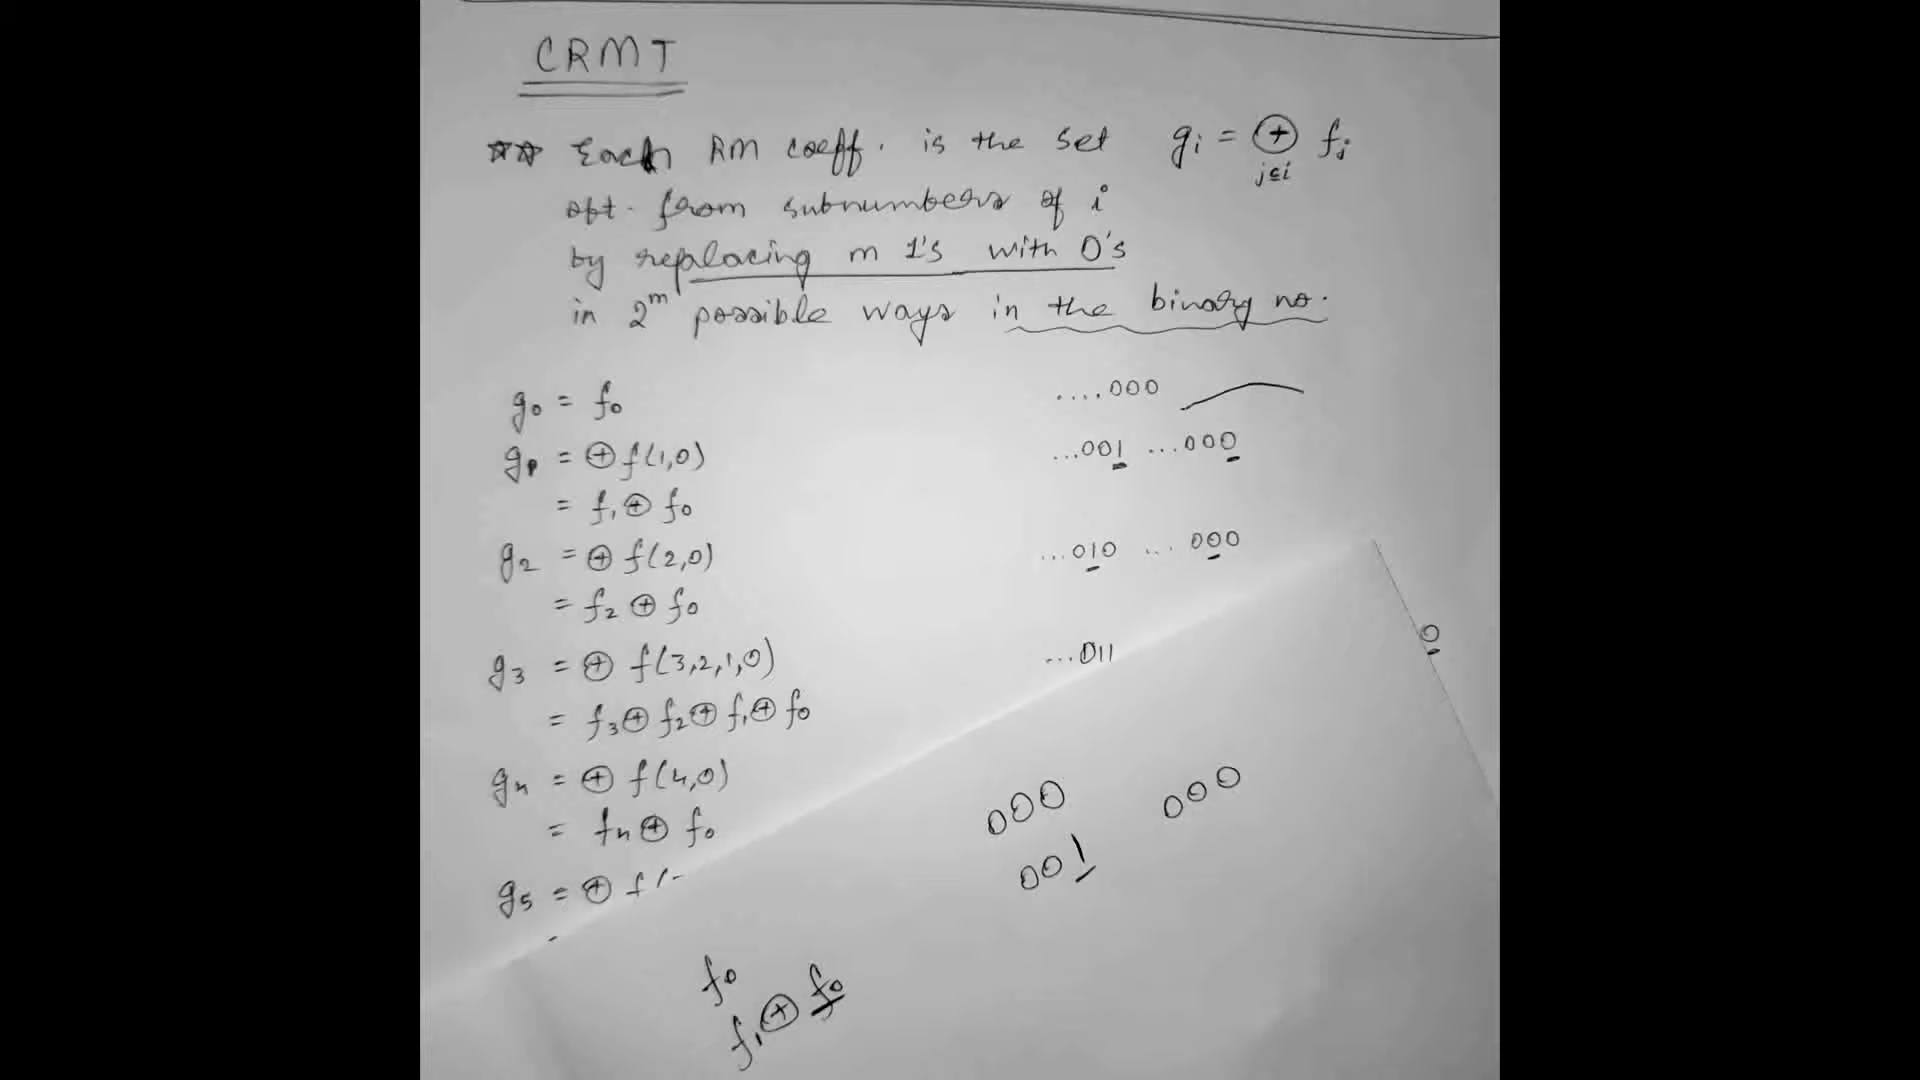 CRMT
☆☆ Each RM coeff. is the set gi = ⊕ fj
j⊆i
obt. from subnumbers of i
by replacing m 1's with 0's
in 2^m possible ways in the binary no.
g0 = f0 ....000
g1 = ⊕ f(1,0) ...001 ...000
= f1 ⊕ f0
g2 = ⊕ f(2,0) ...010 ... 000
= f2 ⊕ f0
0
g3 = ⊕ f(3,2,1,0) ...011
= f3 ⊕ f2 ⊕ f1 ⊕ f0
g4 = ⊕ f(4,0)
= f4 ⊕ f0
000 000
001
g5 = ⊕ f(
f0
f1 ⊕ f0